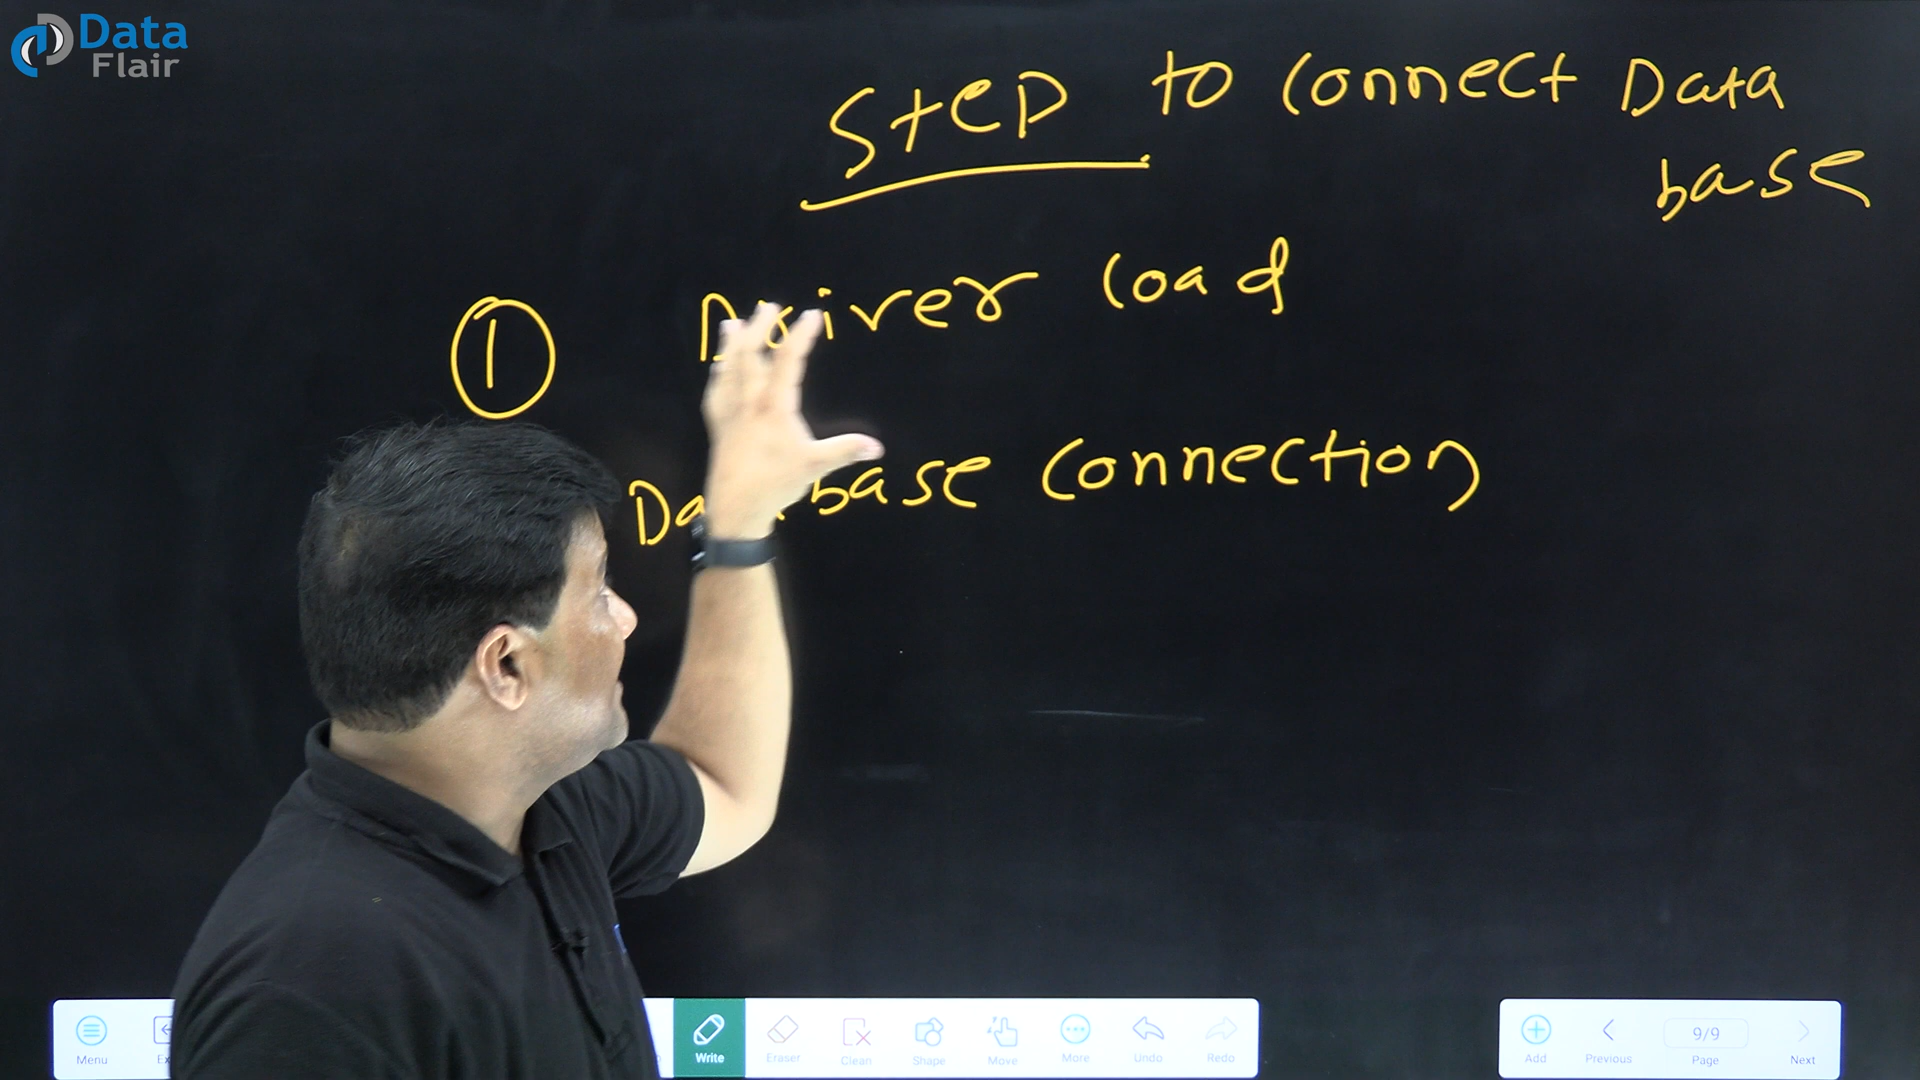 Data
Flair
Step to connect Data
base
1 Driver load
base connection
Menu
Write
Eraser
Clean
Shape
Move
More
Undo
Redo
Add
Previous
9/9
Page
Next